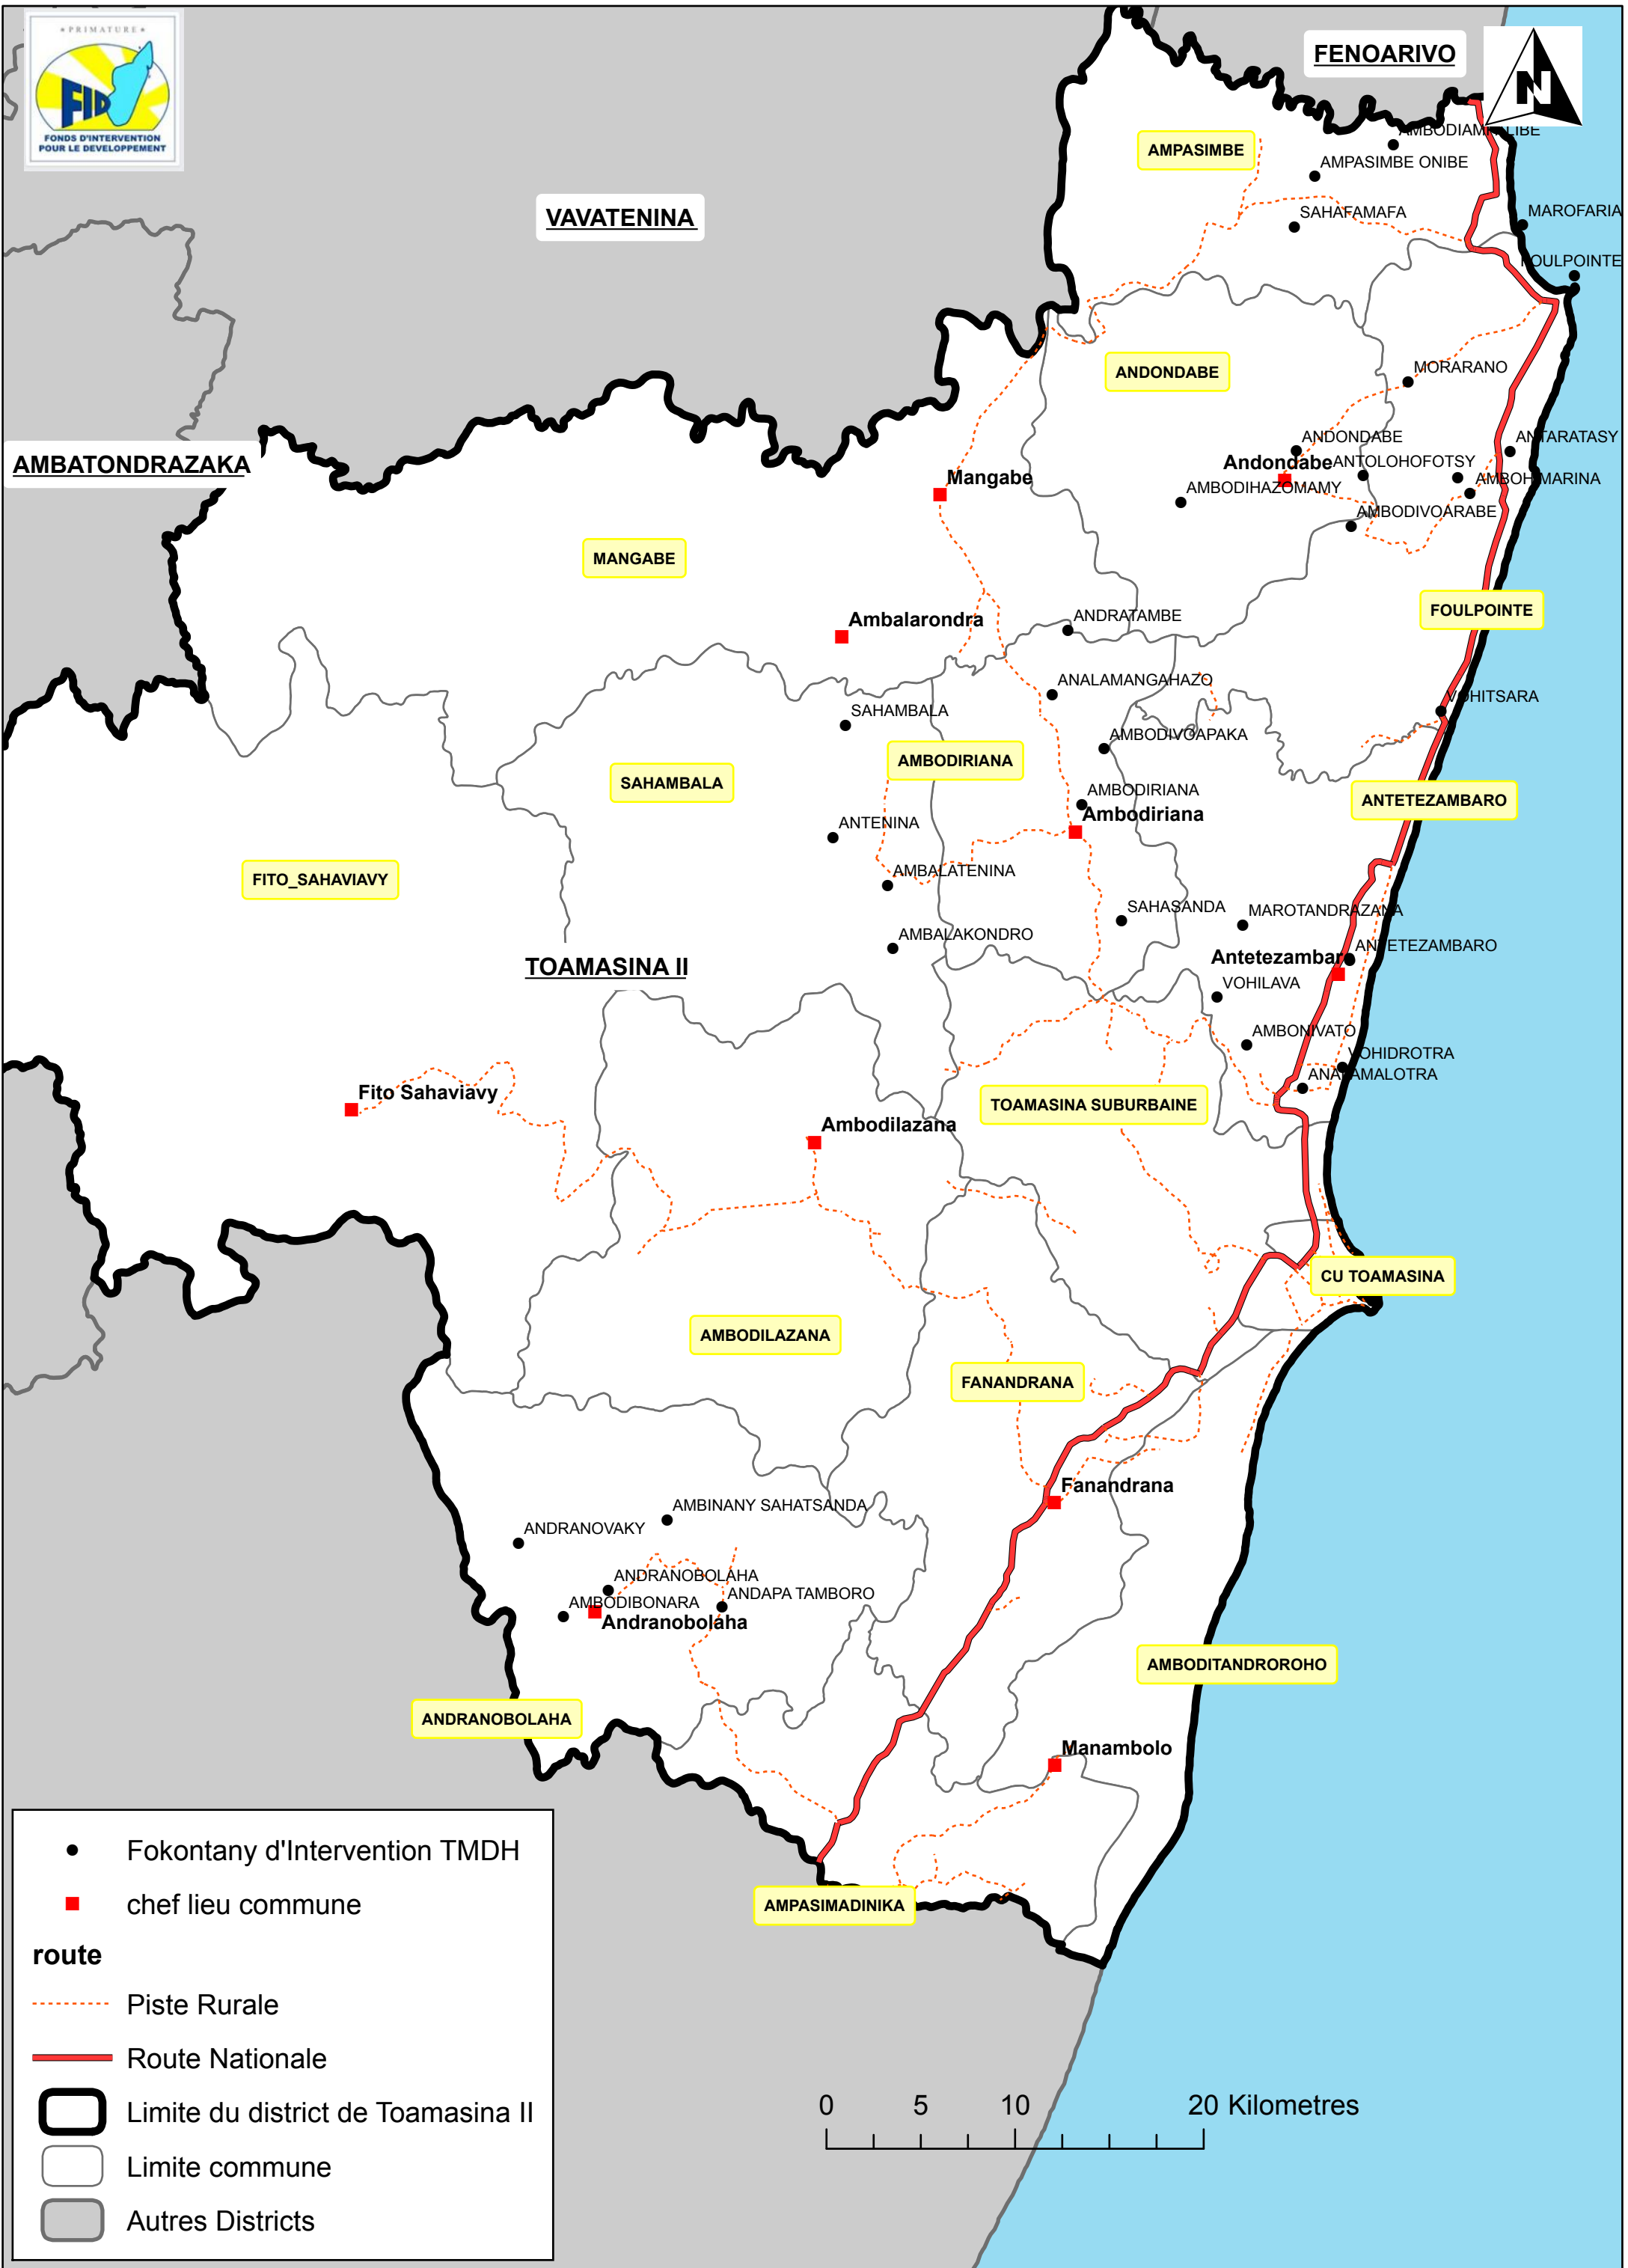 • PRIMATURE •
FID
FONDS D'INTERVENTION
POUR LE DEVELOPPEMENT
FENOARIVO
N
VAVATENINA
AMBATONDRAZAKA
TOAMASINA II
AMPASIMBE
AMPASIMBE ONIBE
SAHAFAMAFA
MAROFARIA
FOULPOINTE
ANDONDABE
MORARANO
ANDONDABE
Andondabe
ANTOLOHOFOTSY
ANTARATASY
AMBOHIMARINA
AMBODIHAZOMAMY
AMBODIVOARABE
Mangabe
MANGABE
Ambalarondra
ANDRATAMBE
FOULPOINTE
ANALAMANGAHAZO
VOHITSARA
SAHAMBALA
AMBODIVOAPAKA
AMBODIRIANA
SAHAMBALA
AMBODIRIANA
Ambodiriana
ANTETEZAMBARO
ANTENINA
AMBALATENINA
FITO_SAHAVIAVY
SAHASANDA
MAROTANDRAZANA
AMBALAKONDRO
ANTETEZAMBARO
Antetezambar
VOHILAVA
AMBONIVATO
VOHIDROTRA
ANALAMALOTRA
Fito Sahaviavy
TOAMASINA SUBURBAINE
Ambodilazana
CU TOAMASINA
AMBODILAZANA
FANANDRANA
Fanandrana
AMBINANY SAHATSANDA
ANDRANOVAKY
ANDRANOBOLAHA
ANDAPA TAMBORO
AMBODIBONARA
Andranobolaha
AMBODITANDROROHO
ANDRANOBOLAHA
Manambolo
AMPASIMADINIKA
Fokontany d'Intervention TMDH
chef lieu commune
route
Piste Rurale
Route Nationale
Limite du district de Toamasina II
Limite commune
Autres Districts
0 5 10 20 Kilometres